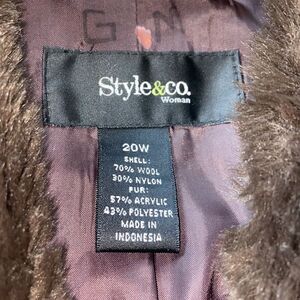 G M
Style&co.
Woman
20W
SHELL:
70% WOOL
30% NYLON
FUR:
57% ACRYLIC
43% POLYESTER
MADE IN
INDONESIA